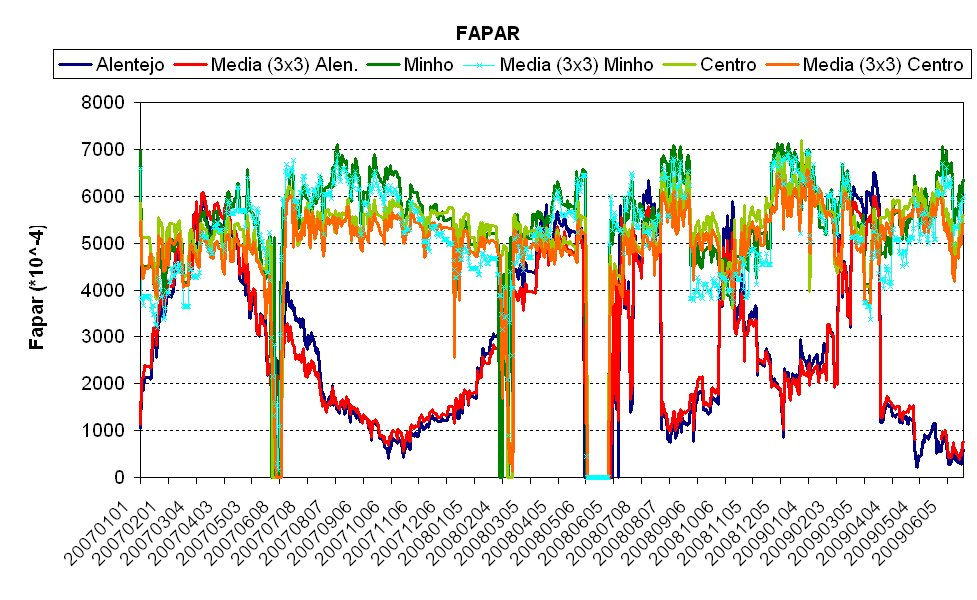 FAPAR
Alentejo Media (3x3) Alen. Minho Media (3x3) Minho Centro Media (3x3) Centro
Fapar (*10^-4)
8000
7000
6000
5000
4000
3000
2000
1000
0
20070101 20070201 20070304 20070403 20070503 20070608 20070708 20070807 20070906 20071006 20071106 20071206 20080105 20080204 20080305 20080405 20080506 20080605 20080708 20080807 20080906 20081006 20081105 20081205 20090104 20090203 20090305 20090404 20090504 20090605